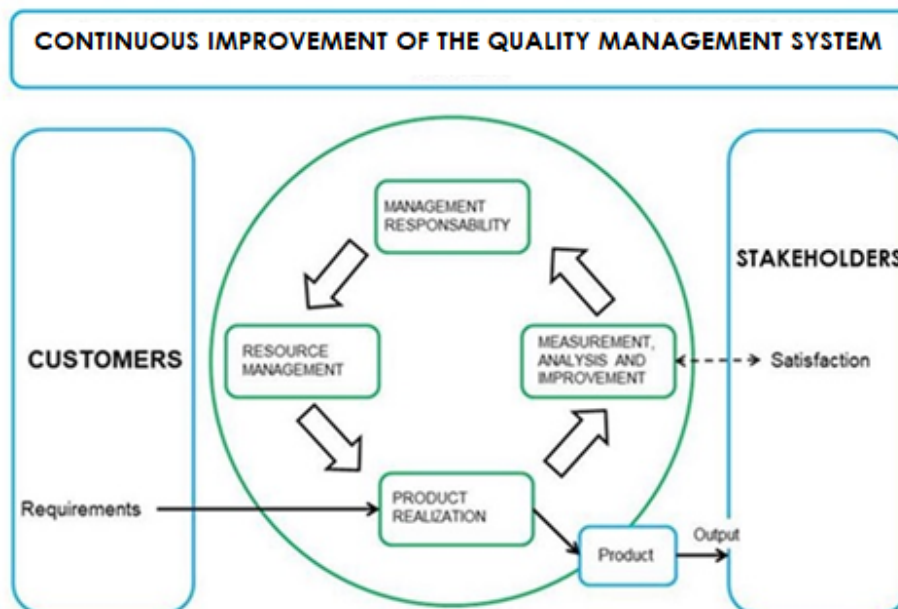 CONTINUOUS IMPROVEMENT OF THE QUALITY MANAGEMENT SYSTEM
MANAGEMENT
RESPONSABILITY
STAKEHOLDERS
CUSTOMERS
RESOURCE
MANAGEMENT
MEASUREMENT,
ANALYSIS AND
IMPROVEMENT
Satisfaction
Requirements
PRODUCT
REALIZATION
Product
Output